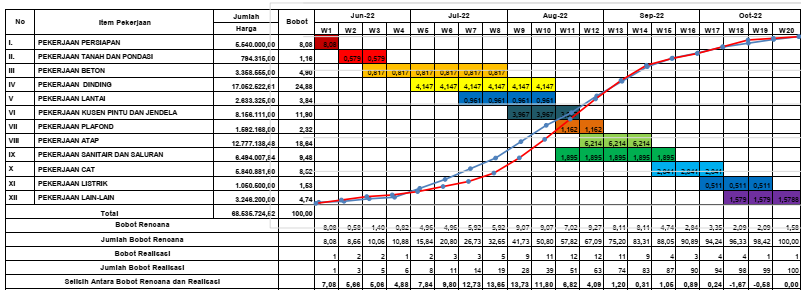 No Item Pekerjaan Jumlah Harga Bobot Jun-22 Jul-22 Aug-22 Sep-22 Oct-22
W1 W2 W3 W4 W5 W6 W7 W8 W9 W10 W11 W12 W13 W14 W15 W16 W17 W18 W19 W20
I. PEKERJAAN PERSIAPAN 5.540.000,00 8,08 8,08
II. PEKERJAAN TANAH DAN PONDASI 794.315,00 1,16 0,579 0,579
III PEKERJAAN BETON 3.358.555,00 4,90 0,817 0,817 0,817 0,817 0,817 0,817
IV PEKERJAAN DINDING 17.052.522,61 24,88 4,147 4,147 4,147 4,147 4,147 4,147
V PEKERJAAN LANTAI 2.633.325,00 3,84 0,961 0,961 0,961 0,961
VI PEKERJAAN KUSEN PINTU DAN JENDELA 8.156.111,00 11,90 3,967 3,967
VII PEKERJAAN PLAFOND 1.592.168,00 2,32 1,162 1,162
VIII PEKERJAAN ATAP 12.777.138,48 18,64 6,214 6,214 6,214
IX PEKERJAAN SANITAIR DAN SALURAN 6.494.007,54 9,48 1,895 1,895 1,895 1,895 1,895
X PEKERJAAN CAT 5.840.881,60 8,52 2,841 2,841 2,841
XI PEKERJAAN LISTRIK 1.050.500,00 1,53 0,511 0,511 0,511
XII PEKERJAAN LAIN-LAIN 3.246.200,00 4,74 1,579 1,579 1,5788
Total 68.535.724,52 100,00
Bobot Rencana 8,08 0,58 1,40 0,82 4,96 4,96 5,92 5,92 9,07 9,07 7,02 9,27 8,11 8,11 4,74 2,84 3,35 2,09 2,09 1,58
Jumlah Bobot Rencana 8,08 8,66 10,06 10,88 15,84 20,80 26,73 32,65 41,73 50,80 57,82 67,09 75,20 83,31 88,05 90,89 94,24 96,33 98,42 100,00
Bobot Realisasi 1 2 2 1 2 3 3 5 9 11 12 12 11 9 4 3 4 4 1 1
Jumlah Bobot Realisasi 1 3 5 6 8 11 14 19 28 39 51 63 74 83 87 90 94 98 99 100
Selisih Antara Bobot Rencana dan Realisasi 7,08 5,66 5,06 4,88 7,84 9,80 12,73 13,65 13,73 11,80 6,82 4,09 1,20 0,31 1,05 0,89 0,24 -1,67 -0,58 0,00